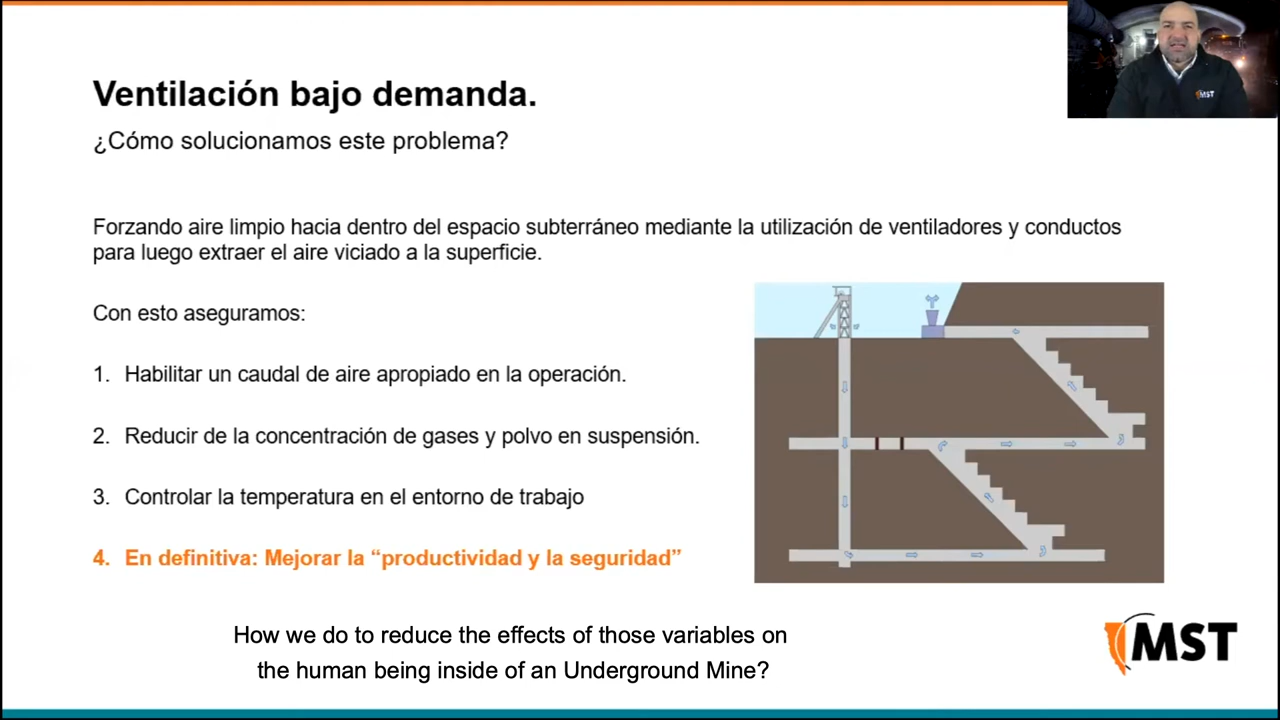 Ventilación bajo demanda.
¿Cómo solucionamos este problema?
Forzando aire limpio hacia dentro del espacio subterráneo mediante la utilización de ventiladores y conductos
para luego extraer el aire viciado a la superficie.
Con esto aseguramos:
1. Habilitar un caudal de aire apropiado en la operación.
2. Reducir de la concentración de gases y polvo en suspensión.
3. Controlar la temperatura en el entorno de trabajo
4. En definitiva: Mejorar la “productividad y la seguridad”
How we do to reduce the effects of those variables on
the human being inside of an Underground Mine?
MST
MST